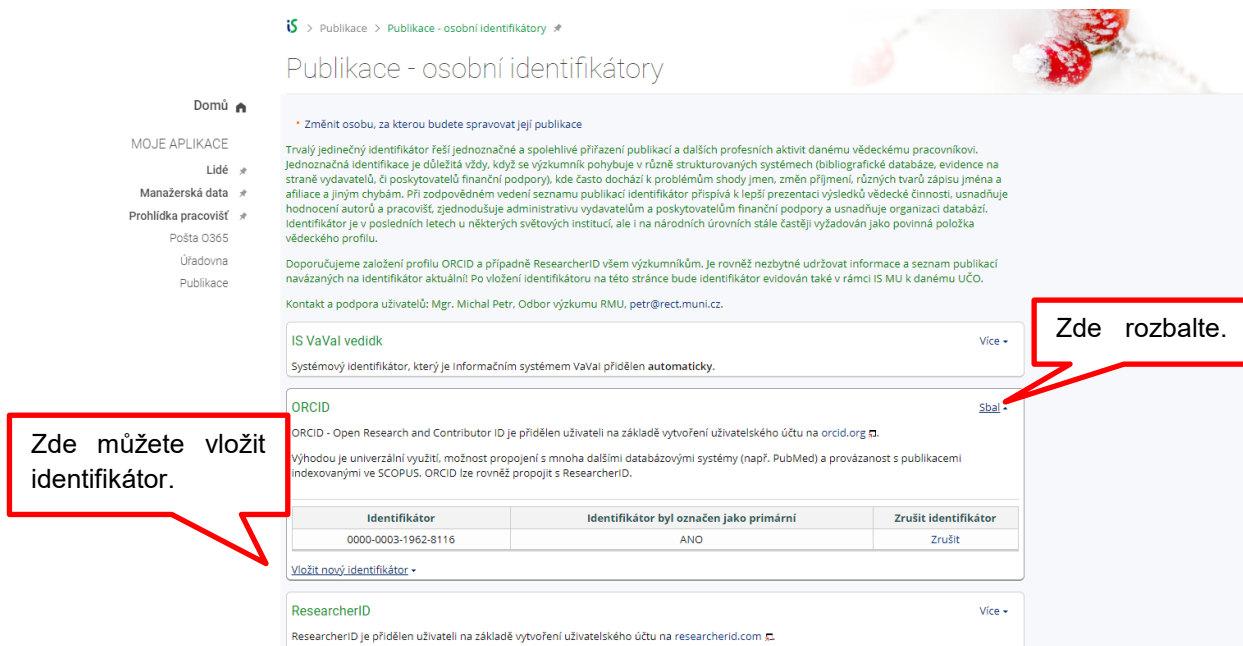 iS > Publikace > Publikace - osobní identifikátory
Publikace - osobní identifikátory
Domů
MOJE APLIKACE
Lidé
Manažerská data
Prohlídka pracovišť
Pošta O365
Úřadovna
Publikace
Změnit osobu, za kterou budete spravovat její publikace
Trvalý jedinečný identifikátor řeší jednoznačné a spolehlivé přiřazení publikací a dalších profesních aktivit danému vědeckému pracovníkovi.
Jednoznačná identifikace je důležitá vždy, když se výzkumník pohybuje v různě strukturovaných systémech (bibliografické databáze, evidence na
straně vydavatelů, či poskytovatelů finanční podpory), kde často dochází k problémům shody jmen, změn příjmení, různých tvarů zápisu jména a
afiliace a jiným chybám. Při zodpovědném vedení seznamu publikací identifikátor přispívá k lepší prezentaci výsledků vědecké činnosti, usnadňuje
hodnocení autorů a pracovišť, zjednodušuje administrativu vydavatelům a poskytovatelům finanční podpory a usnadňuje organizaci databází.
Identifikátor je v posledních letech u některých světových institucí, ale i na národních úrovních stále častěji vyžadován jako povinná položka
vědeckého profilu.
Doporučujeme založení profilu ORCID a případně ResearcherID všem výzkumníkům. Je rovněž nezbytné udržovat informace a seznam publikací
navázaných na identifikátor aktuální! Po vložení identifikátoru na této stránce bude identifikátor evidován také v rámci IS MU k danému UČO.
Kontakt a podpora uživatelů: Mgr. Michal Petr, Odbor výzkumu RMU, petr@rect.muni.cz.
IS VaVaI vedidk Více
Systémový identifikátor, který je Informačním systémem VaVaI přidělen automaticky.
Zde rozbalte.
ORCID Sbal
ORCID - Open Research and Contributor ID je přidělen uživateli na základě vytvoření uživatelského účtu na orcid.org
Výhodou je univerzální využití, možnost propojení s mnoha dalšími databázovými systémy (např. PubMed) a provázanost s publikacemi
indexovanými ve SCOPUS. ORCID lze rovněž propojit s ResearcherID.
Zde můžete vložit
identifikátor.
Identifikátor Identifikátor byl označen jako primární Zrušit identifikátor
0000-0003-1962-8116 ANO Zrušit
Vložit nový identifikátor
ResearcherID Více
ResearcherID je přidělen uživateli na základě vytvoření uživatelského účtu na researcherid.com